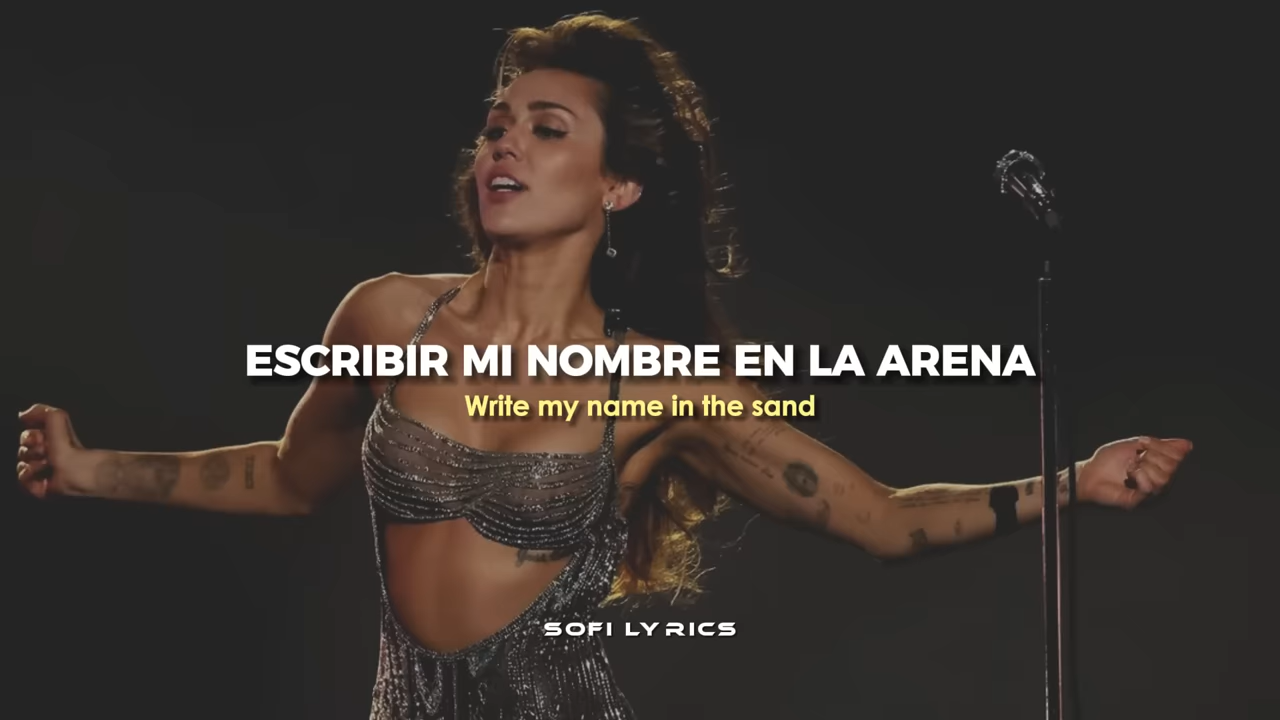 ESCRIBIR MI NOMBRE EN LA ARENA
Write my name in the sand
SOFI LYRICS